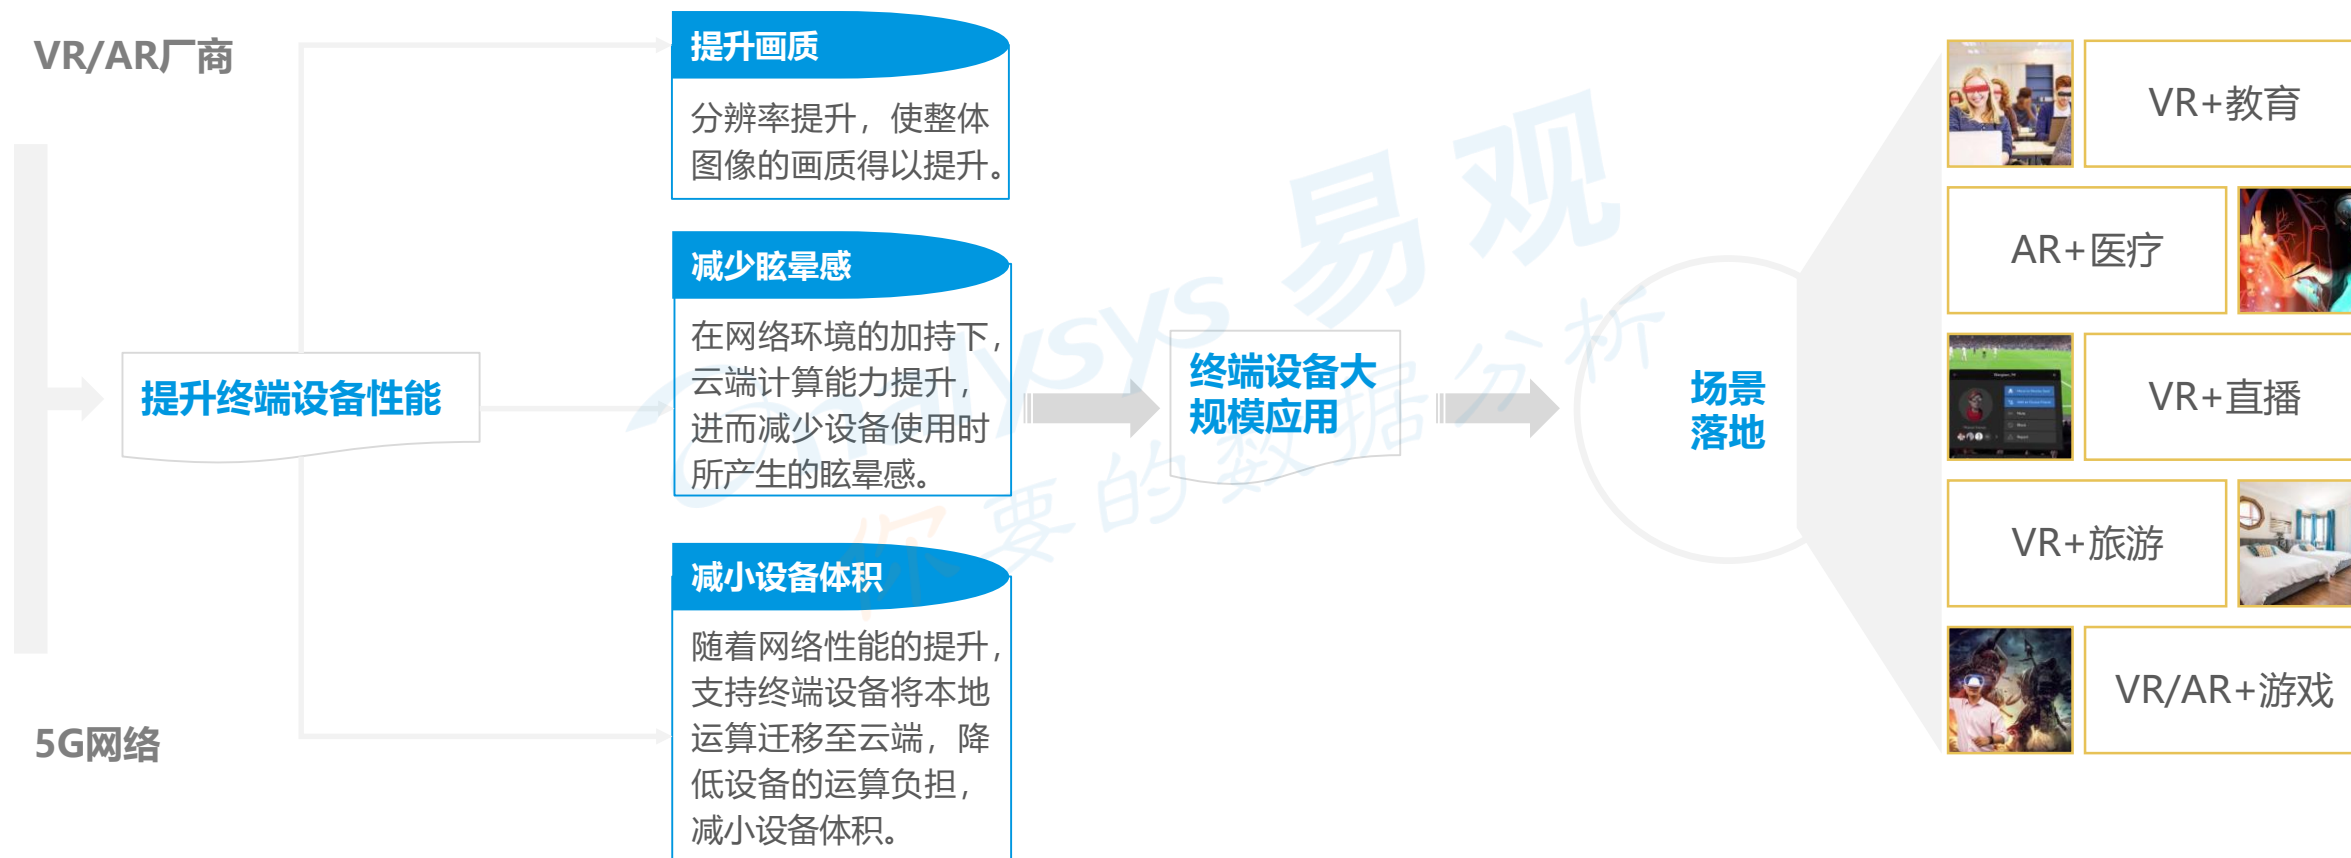 VR/AR厂商
5G网络
提升终端设备性能
提升画质
分辨率提升，使整体
图像的画质得以提升。
减少眩晕感
在网络环境的加持下，
云端计算能力提升，
进而减少设备使用时
所产生的眩晕感。
减小设备体积
随着网络性能的提升，
支持终端设备将本地
运算迁移至云端，降
低设备的运算负担，
减小设备体积。
终端设备大
规模应用
场景
落地
VR+教育
AR+医疗
VR+直播
VR+旅游
VR/AR+游戏
analysys 易观
你要的数据分析